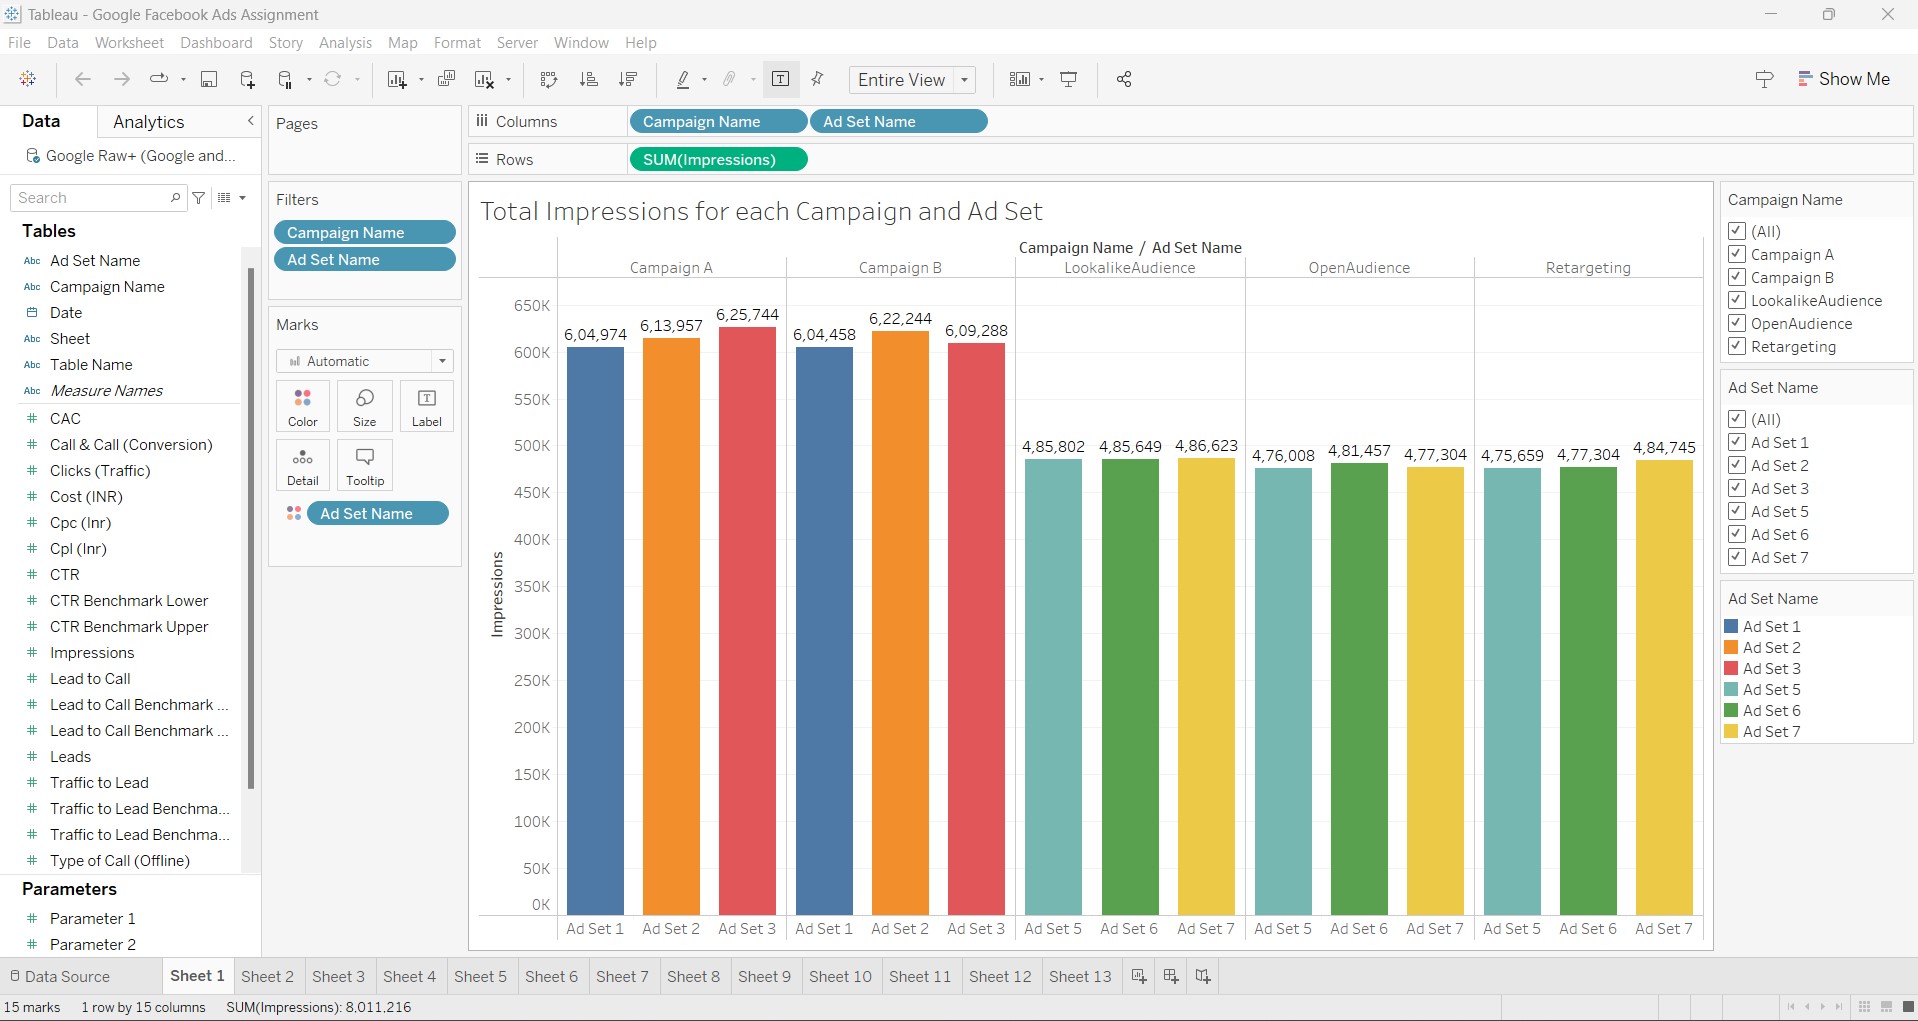 Tableau - Google Facebook Ads Assignment
File Data Worksheet Dashboard Story Analysis Map Format Server Window Help
Entire View
Show Me
Data Analytics
Google Raw+ (Google and...
Search
Tables
Abc Ad Set Name
Abc Campaign Name
Date
Abc Sheet
Abc Table Name
Abc Measure Names
# CAC
# Call & Call (Conversion)
# Clicks (Traffic)
# Cost (INR)
# Cpc (Inr)
# Cpl (Inr)
# CTR
# CTR Benchmark Lower
# CTR Benchmark Upper
# Impressions
# Lead to Call
# Lead to Call Benchmark ...
# Lead to Call Benchmark ...
# Leads
# Traffic to Lead
# Traffic to Lead Benchma...
# Traffic to Lead Benchma...
# Type of Call (Offline)
Parameters
# Parameter 1
# Parameter 2
Pages
Filters
Campaign Name
Ad Set Name
Marks
Automatic
Color Size Label
Detail Tooltip
Ad Set Name
Columns Campaign Name Ad Set Name
Rows SUM(Impressions)
Total Impressions for each Campaign and Ad Set
Campaign Name / Ad Set Name
Campaign A Campaign B LookalikeAudience OpenAudience Retargeting
Impressions
650K
600K
550K
500K
450K
400K
350K
300K
250K
200K
150K
100K
50K
0K
6,04,974 6,13,957 6,25,744 6,04,458 6,22,244 6,09,288 4,85,802 4,85,649 4,86,623 4,76,008 4,81,457 4,77,304 4,75,659 4,77,304 4,84,745
Ad Set 1 Ad Set 2 Ad Set 3 Ad Set 1 Ad Set 2 Ad Set 3 Ad Set 5 Ad Set 6 Ad Set 7 Ad Set 5 Ad Set 6 Ad Set 7 Ad Set 5 Ad Set 6 Ad Set 7
Campaign Name
(All)
Campaign A
Campaign B
LookalikeAudience
OpenAudience
Retargeting
Ad Set Name
(All)
Ad Set 1
Ad Set 2
Ad Set 3
Ad Set 5
Ad Set 6
Ad Set 7
Ad Set Name
Ad Set 1
Ad Set 2
Ad Set 3
Ad Set 5
Ad Set 6
Ad Set 7
Data Source Sheet 1 Sheet 2 Sheet 3 Sheet 4 Sheet 5 Sheet 6 Sheet 7 Sheet 8 Sheet 9 Sheet 10 Sheet 11 Sheet 12 Sheet 13
15 marks 1 row by 15 columns SUM(Impressions): 8,011,216